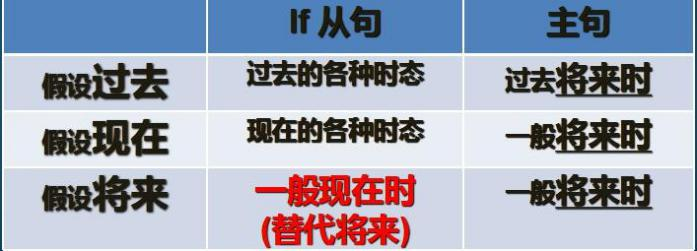 If 从句 主句
假设过去 过去的各种时态 过去将来时
假设现在 现在的各种时态 一般将来时
假设将来 一般现在时 一般将来时
(替代将来)